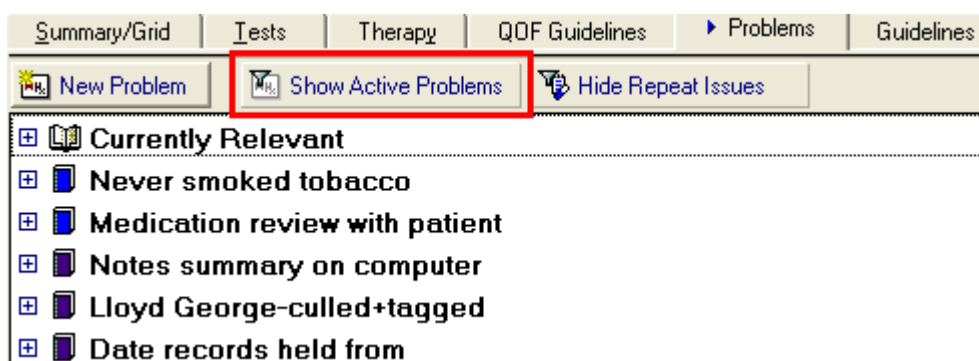 Summary/Grid Tests Therapy QOF Guidelines Problems Guidelines
New Problem Show Active Problems Hide Repeat Issues
Currently Relevant
Never smoked tobacco
Medication review with patient
Notes summary on computer
Lloyd George-culled+tagged
Date records held from